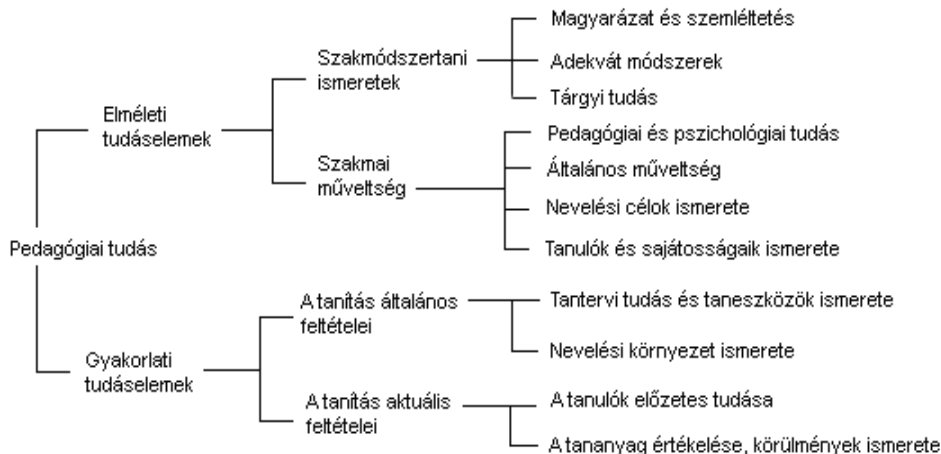 Magyarázat és szemléltetés
Szakmódszertani
ismeretek
Adekvát módszerek
Tárgyi tudás
Elméleti
tudáselemek
Pedagógiai és pszichológiai tudás
Szakmai
műveltség
Általános műveltség
Nevelési célok ismerete
Tanulók és sajátosságaik ismerete
Pedagógiai tudás
A tanítás általános
feltételei
Tantervi tudás és taneszközök ismerete
Nevelési környezet ismerete
Gyakorlati
tudáselemek
A tanítás aktuális
feltételei
A tanulók előzetes tudása
A tananyag értékelése, körülmények ismerete